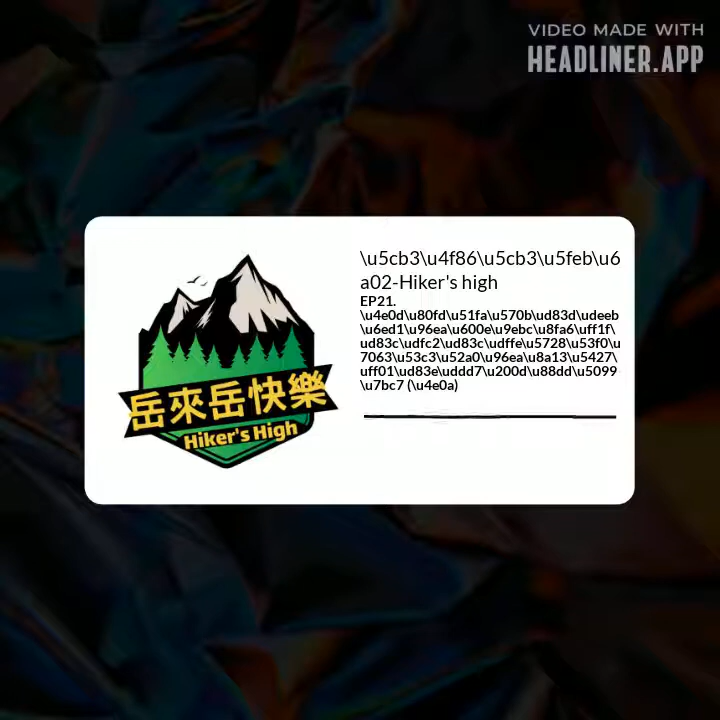 VIDEO MADE WITH
HEADLINER.APP
\u5cb3\u4f86\u5cb3\u5feb\u6
a02-Hiker's high
EP21.
\u4e0d\u80fd\u51fa\u570b\ud83d\udeeb
\u6ed1\u96ea\u600e\u9ebc\u8fa6\uff1f\
ud83c\udfc2\ud83c\udffe\u5728\u53f0\u
7063\u53c3\u52a0\u96ea\u8a13\u5427\
uff01\ud83e\uddd7\u200d\u88dd\u5099
\u7bc7 (\u4e0a)
岳來岳快樂
Hiker's High